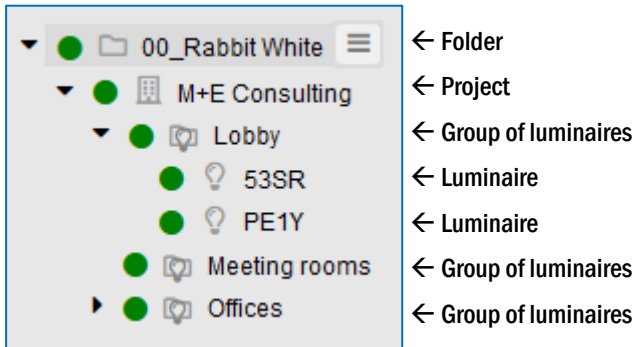 00_Rabbit White ← Folder
M+E Consulting ← Project
Lobby ← Group of luminaires
53SR ← Luminaire
PE1Y ← Luminaire
Meeting rooms ← Group of luminaires
Offices ← Group of luminaires